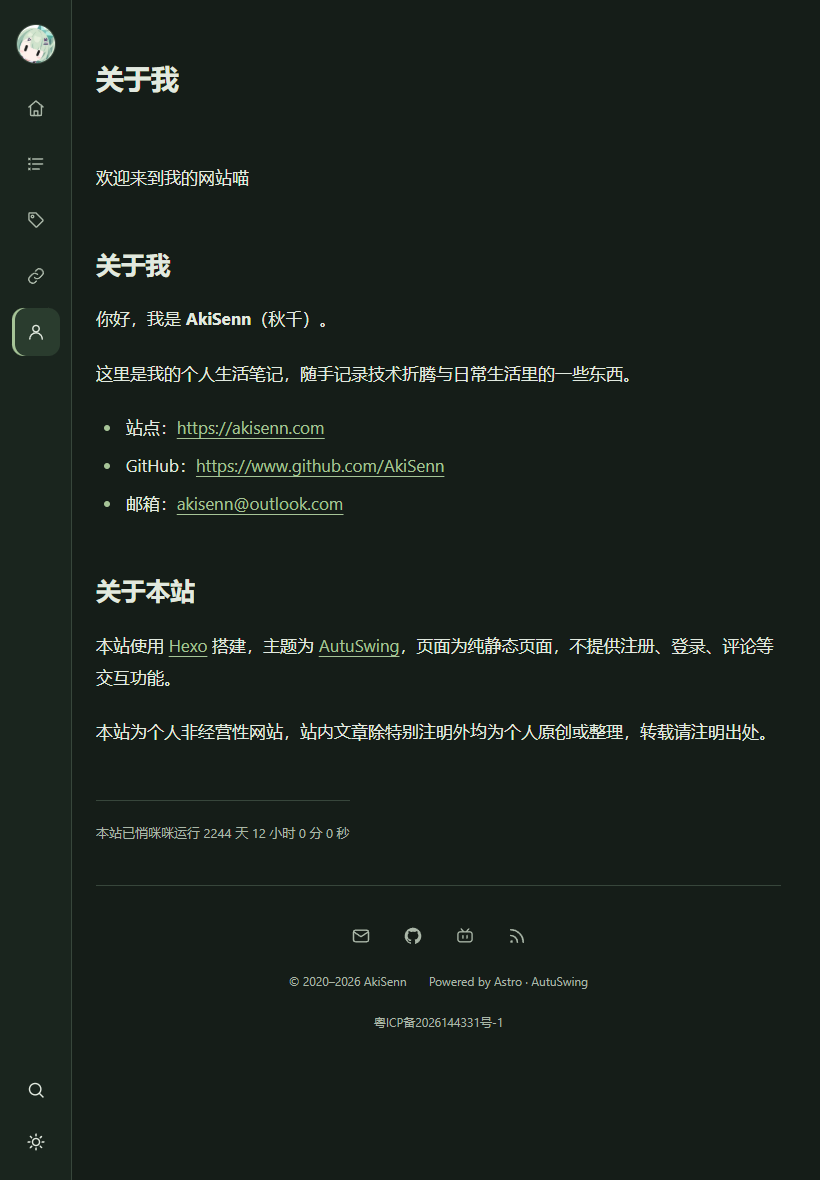 关于我
欢迎来到我的网站喵
关于我
你好，我是 AkiSenn（秋千）。
这里是我的个人生活笔记，随手记录技术折腾与日常生活里的一些东西。
站点：https://akisenn.com
GitHub：https://www.github.com/AkiSenn
邮箱：akisenn@outlook.com
关于本站
本站使用 Hexo 搭建，主题为 AutuSwing，页面为纯静态页面，不提供注册、登录、评论等
交互功能。
本站为个人非经营性网站，站内文章除特别注明外均为个人原创或整理，转载请注明出处。
本站已悄咪咪运行 2244 天 12 小时 0 分 0 秒
© 2020–2026 AkiSenn Powered by Astro · AutuSwing
粤ICP备2026144331号-1